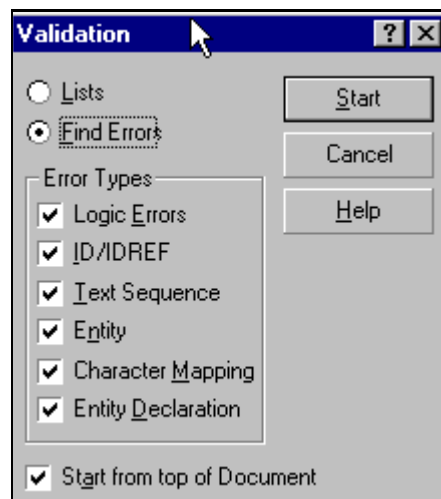 Validation ? X
Lists
Find Errors
Start
Cancel
Help
Error Types
Logic Errors
ID/IDREF
Text Sequence
Entity
Character Mapping
Entity Declaration
Start from top of Document